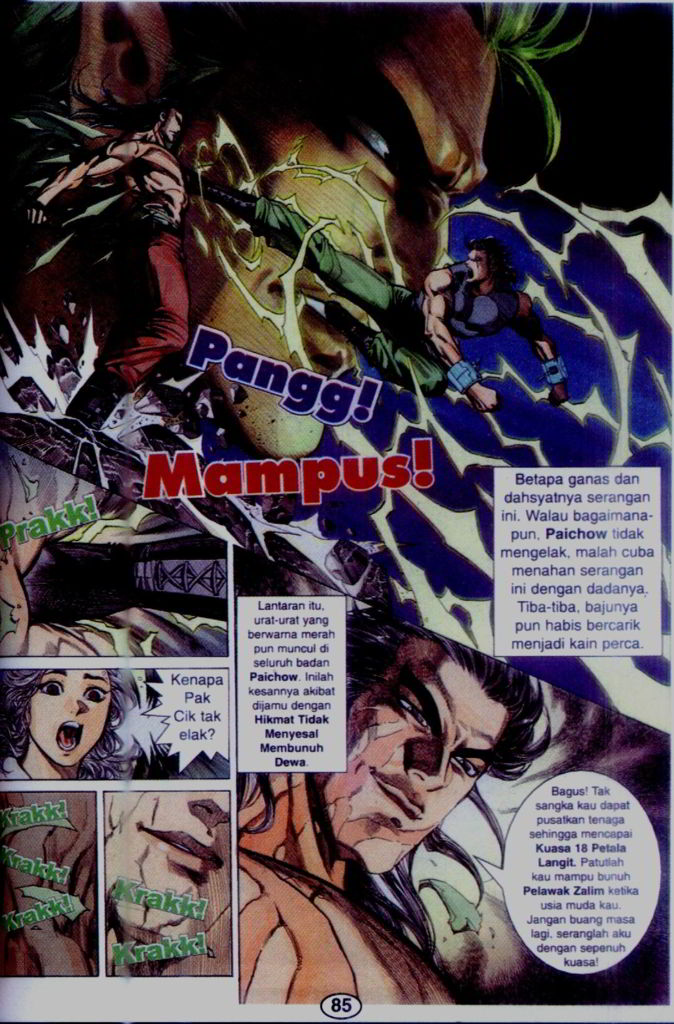 Pangg!
Mampus!
Betapa ganas dan
dahsyatnya serangan
ini. Walau bagaimana-
pun, Paichow tidak
mengelak, malah cuba
menahan serangan
ini dengan dadanya.
Tiba-tiba, bajunya
pun habis bercarik
menjadi kain perca.
Prakk!
Lantaran itu,
urat-urat yang
berwarna merah
pun muncul di
seluruh badan
Paichow. Inilah
kesannya akibat
dijamu dengan
Hikmat Tidak
Menyesal
Membunuh
Dewa.
Kenapa
Pak
Cik tak
elak?
Krakk!
Krakk!
Krakk!
Krakk!
Krakk!
Bagus! Tak
sangka kau dapat
pusatkan tenaga
sehingga mencapai
Kuasa 18 Petala
Langit. Patutlah
kau mampu bunuh
Pelawak Zalim ketika
usia muda kau.
Jangan buang masa
lagi, seranglah aku
dengan sepenuh
kuasa!
85